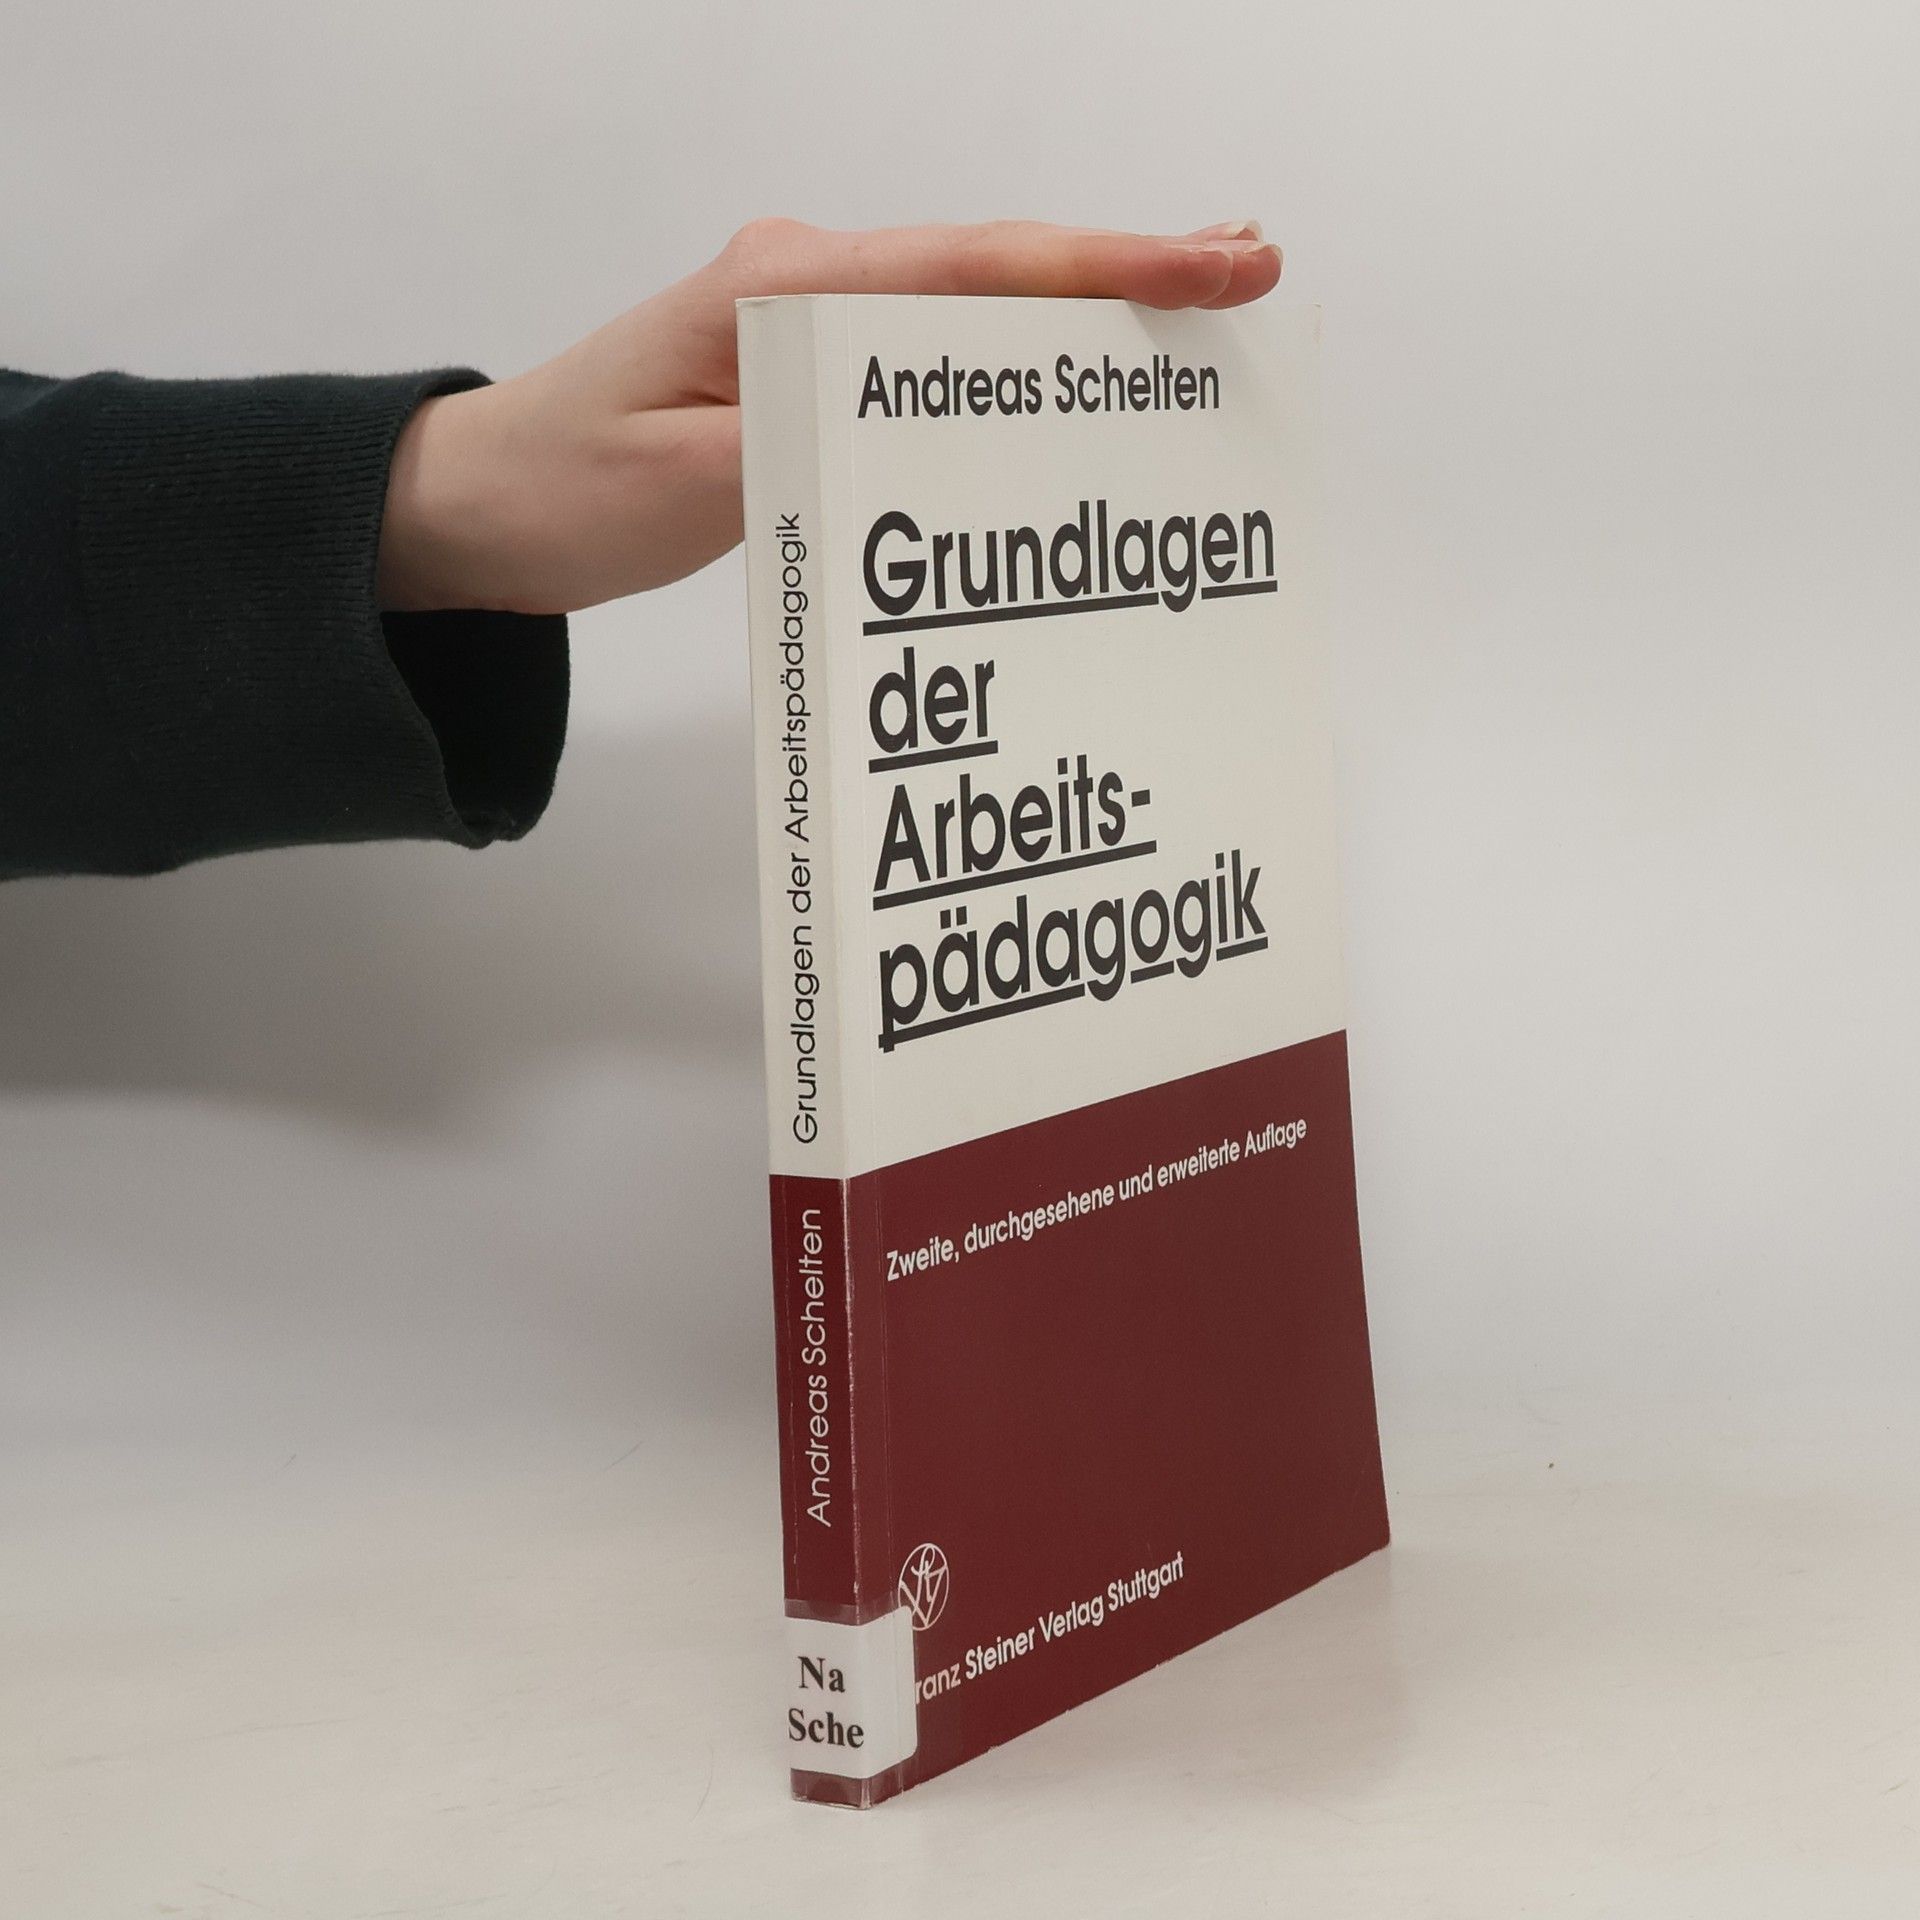 Andreas Schelten
Grundlagen
der
Arbeits-
pädagogik
Zweite, durchgesehene und erweiterte Auflage
ranz Steiner Verlag Stuttgart
Grundlagen der Arbeitspädagogik
Andreas Schelten
Na
Sche